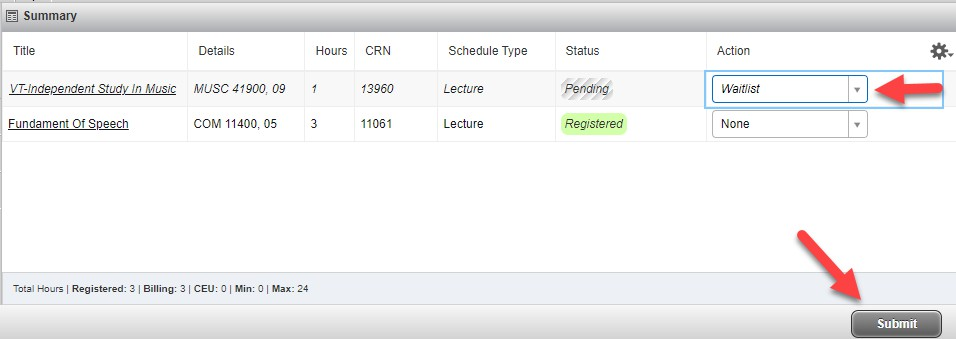 Summary
Title Details Hours CRN Schedule Type Status Action
VT-Independent Study In Music MUSC 41900, 09 1 13960 Lecture Pending Waitlist
Fundament Of Speech COM 11400, 05 3 11061 Lecture Registered None
Total Hours | Registered: 3 | Billing: 3 | CEU: 0 | Min: 0 | Max: 24
Submit